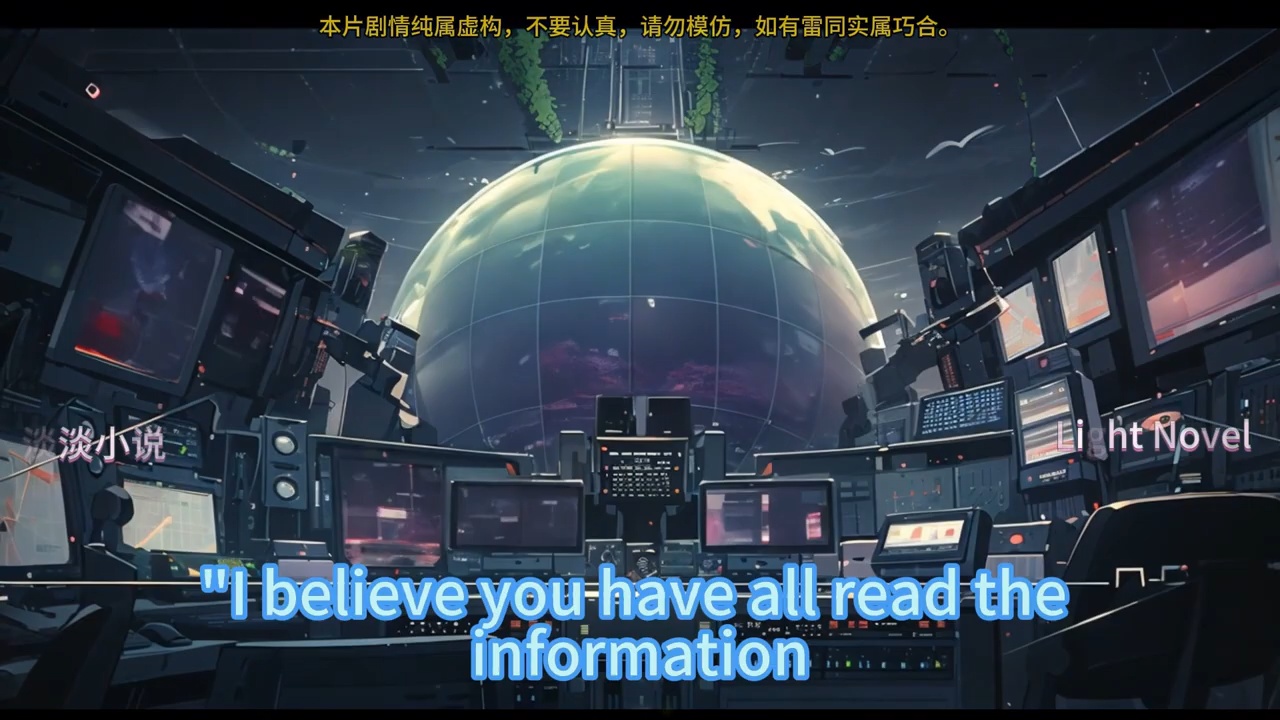 本片剧情纯属虚构，不要认真，请勿模仿，如有雷同实属巧合。
淡淡小说
Light Novel
"I believe you have all read the
information